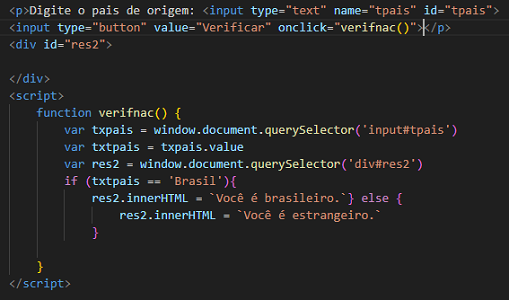 <p>Digite o pais de origem: <input type="text" name="tpais" id="tpais">
<input type="button" value="Verificar" onclick="verifnac()"></p>
<div id="res2">

</div>
<script>
    function verifnac() {
        var txpais = window.document.querySelector('input#tpais')
        var txtpais = txpais.value
        var res2 = window.document.querySelector('div#res2')
        if (txtpais == 'Brasil'){
            res2.innerHTML = `Você é brasileiro.`} else {
                res2.innerHTML = `Você é estrangeiro.`
            }

    }
</script>